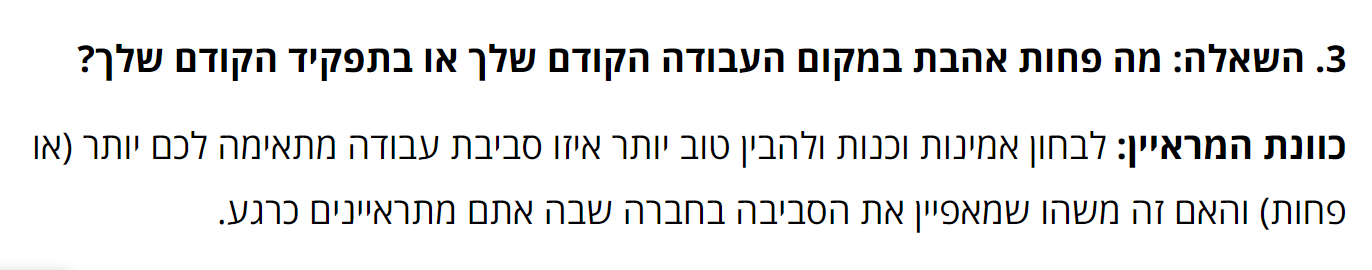 3. השאלה: מה פחות אהבת במקום העבודה הקודם שלך או בתפקיד הקודם שלך?
כוונת המראיין: לבחון אמינות וכנות ולהבין טוב יותר איזו סביבת עבודה מתאימה לכם יותר (או
פחות) והאם זה משהו שמאפיין את הסביבה בחברה שבה אתם מתראיינים כרגע.